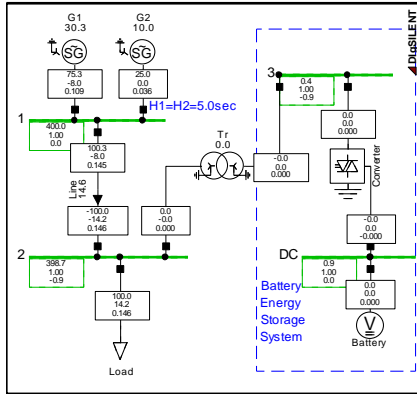 G1
30.3
G2
10.0
SG
SG
75.3
-8.0
0.109
25.0
0.0
0.036
H1=H2=5.0sec
1
400.0
1.00
0.0
100.3
-8.0
0.145
Line
14.6
-100.0
-14.2
0.146
0.0
-0.0
0.000
Tr
0.0
-0.0
0.0
0.000
2
398.7
1.00
-0.9
100.0
14.2
0.146
Load
DIgSILENT
3
0.4
1.00
-0.9
0.0
0.0
0.000
Converter
-0.0
0.0
-0.000
DC
0.9
1.00
0.0
0.0
0.0
0.000
Battery
Energy
Storage
System
V
Battery